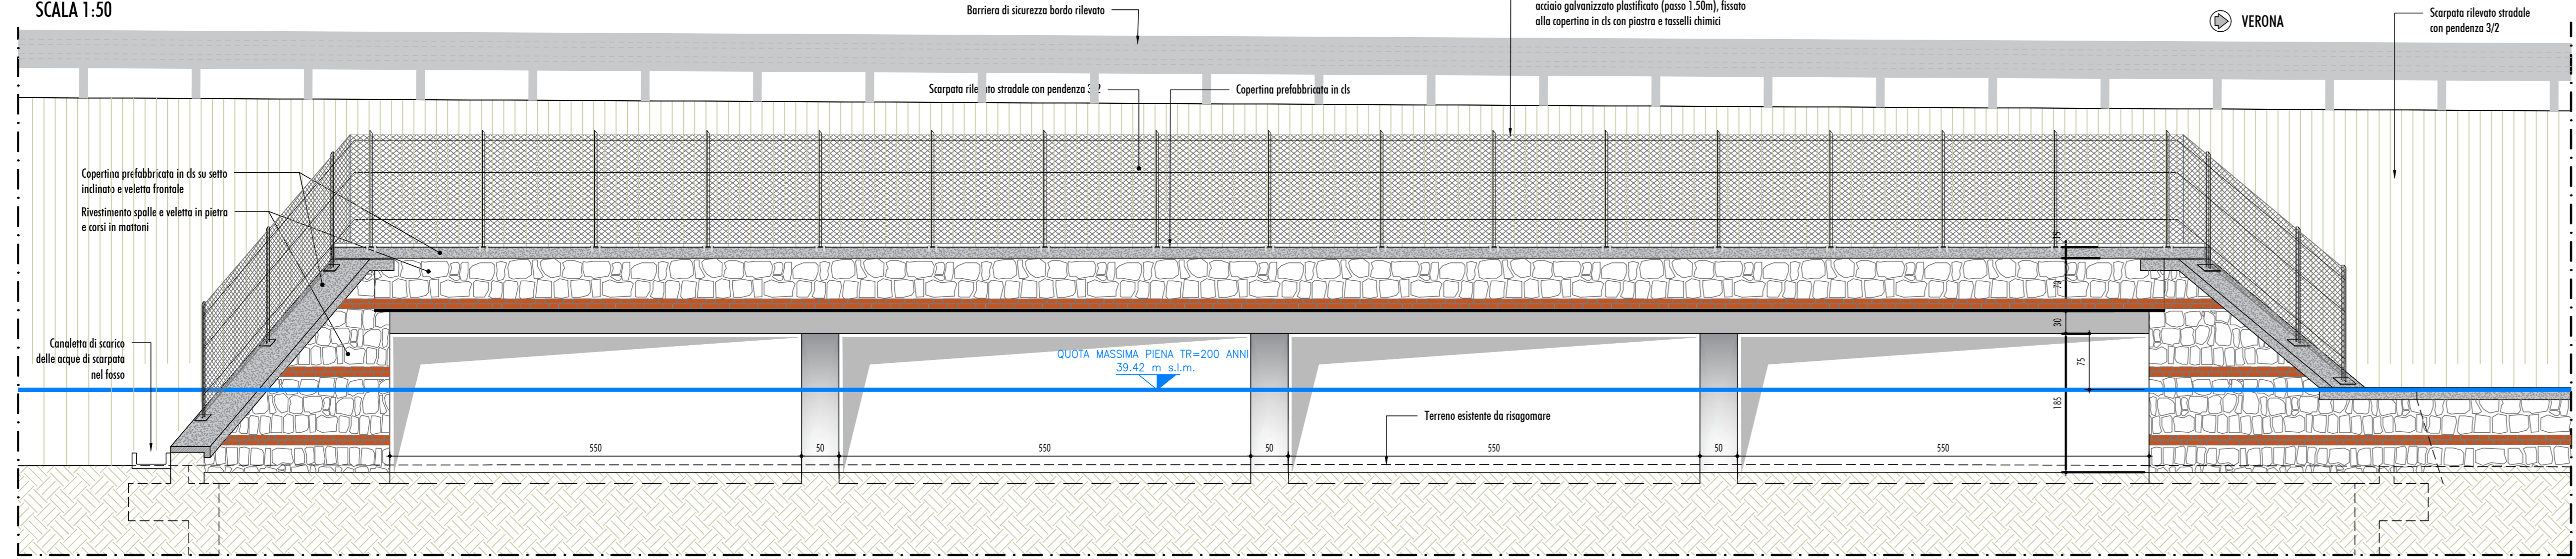 SCALA 1:50
Barriera di sicurezza bordo rilevato
acciaio galvanizzato plastificato (passo 1.50m), fissato
alla copertina in cls con piastra e tasselli chimici
VERONA
Scarpata rilevato stradale
con pendenza 3/2
Scarpata rilevato stradale con pendenza 3/2
Copertina prefabbricata in cls
Copertina prefabbricata in cls su setto
inclinato e veletta frontale
Rivestimento spalle e veletta in pietra
e corsi in mattoni
Canaletta di scarico
delle acque di scarpata
nel fosso
QUOTA MASSIMA PIENA TR=200 ANNI
39.42 m s.l.m.
Terreno esistente da risagomare
15
70
30
75
185
550
50
550
50
550
50
550